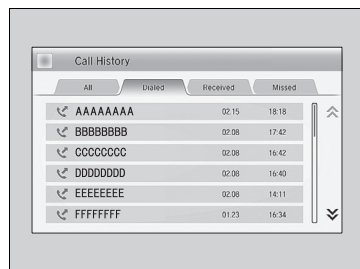 Call History
All Dialed Received Missed
AAAAAAAA 02.15 18:18
BBBBBBBB 02.08 17:42
CCCCCCCC 02.08 16:42
DDDDDDDD 02.08 16:40
EEEEEEEE 02.08 14:11
FFFFFFFF 01.23 16:34